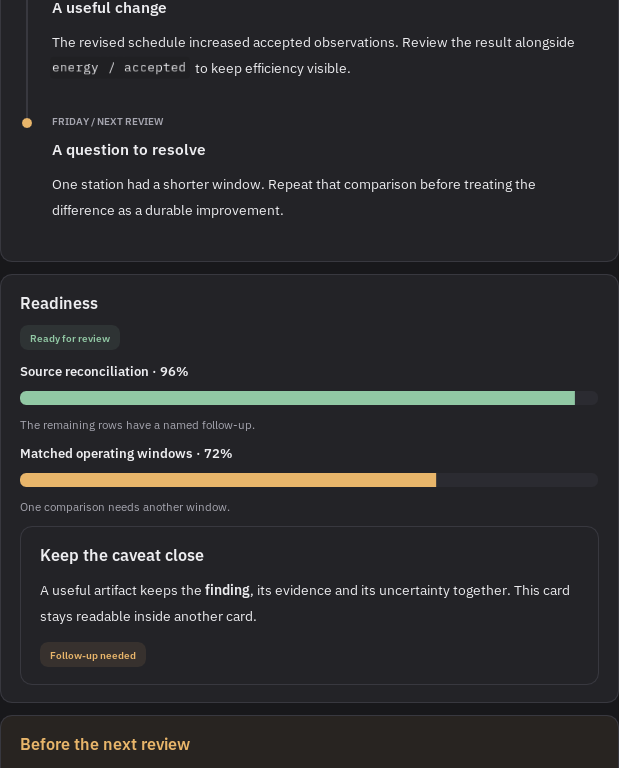 A useful change
The revised schedule increased accepted observations. Review the result alongside
energy / accepted to keep efficiency visible.
FRIDAY / NEXT REVIEW
A question to resolve
One station had a shorter window. Repeat that comparison before treating the
difference as a durable improvement.
Readiness
Ready for review
Source reconciliation · 96%
The remaining rows have a named follow-up.
Matched operating windows · 72%
One comparison needs another window.
Keep the caveat close
A useful artifact keeps the finding, its evidence and its uncertainty together. This card
stays readable inside another card.
Follow-up needed
Before the next review